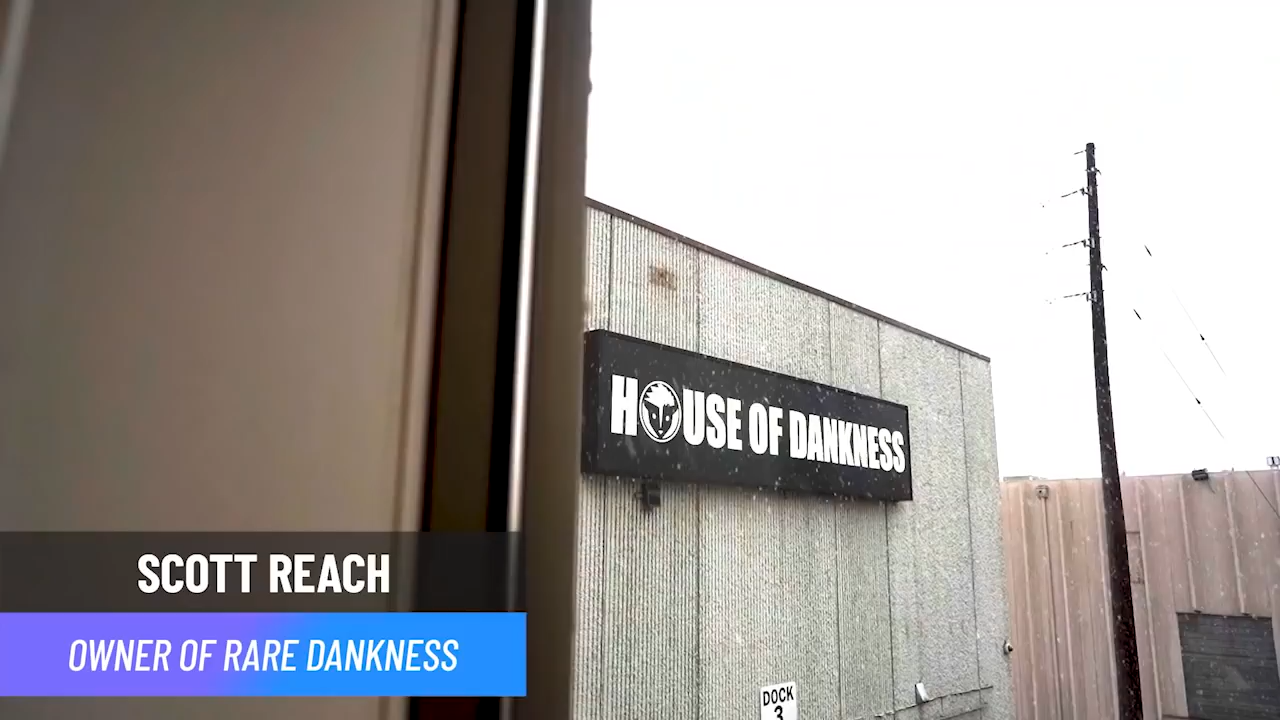 HOUSE OF DANKNESS
SCOTT REACH
OWNER OF RARE DANKNESS
DOCK
3